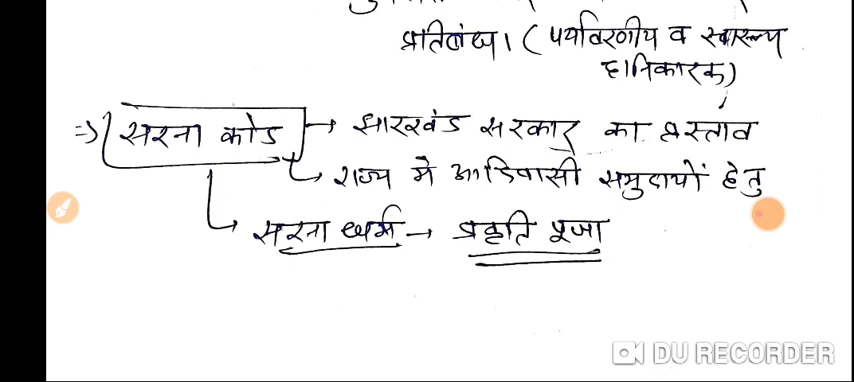 प्रतिबंध। (पर्यावरणीय व स्वास्थ्य
हानिकारक)
⇒ सरना कोड → झारखंड सरकार का प्रस्ताव
↳ राज्य मे आदिवासी समुदायों हेतु
↳ सरना धर्म → प्रकृति पूजा
DU RECORDER